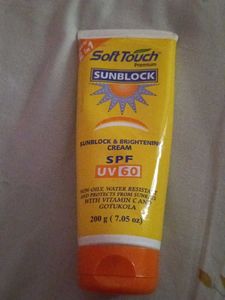 Soft Touch
Premium
SUNBLOCK
SUNBLOCK & BRIGHTENING
CREAM
SPF
UV 60
NON-OILY, WATER RESISTANT
AND PROTECTS FROM
WITH VITAMIN C AND
GOTUKOLA
200 g ( 7.05 oz)